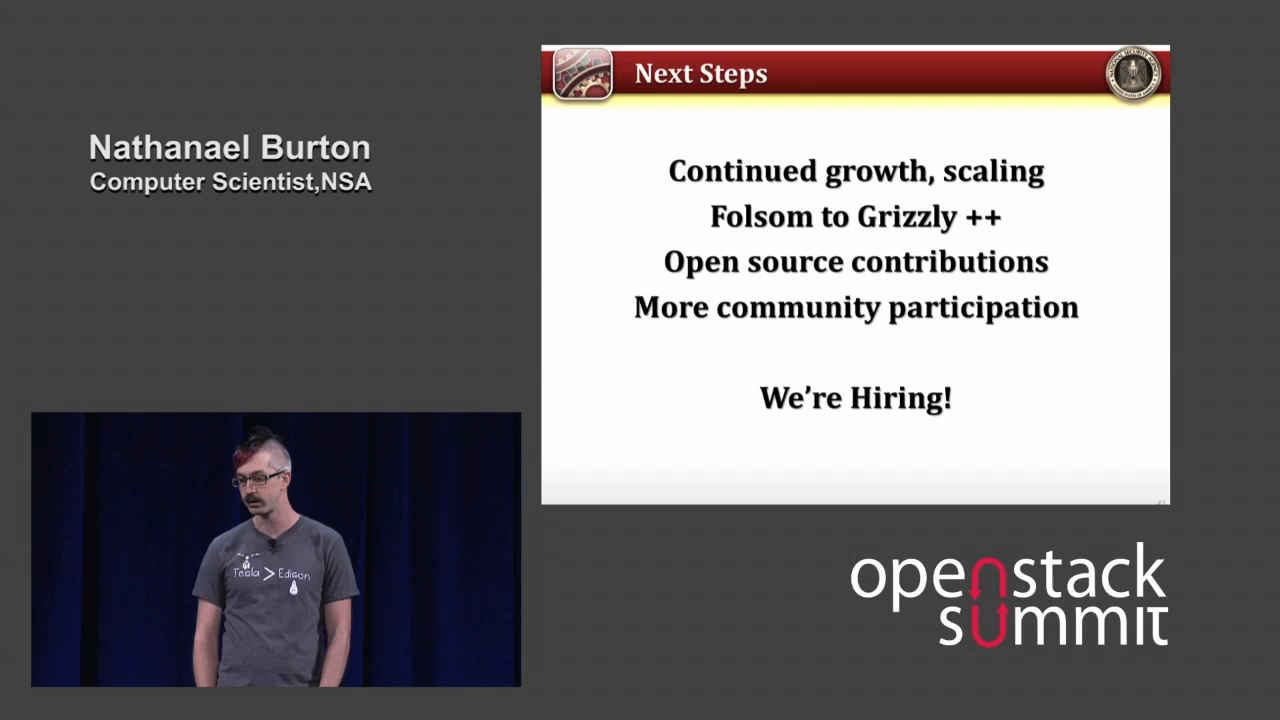 Nathanael Burton
Computer Scientist,NSA
Next Steps
Continued growth, scaling
Folsom to Grizzly ++
Open source contributions
More community participation
We’re Hiring!
Tesla > Edison
openstack
summit